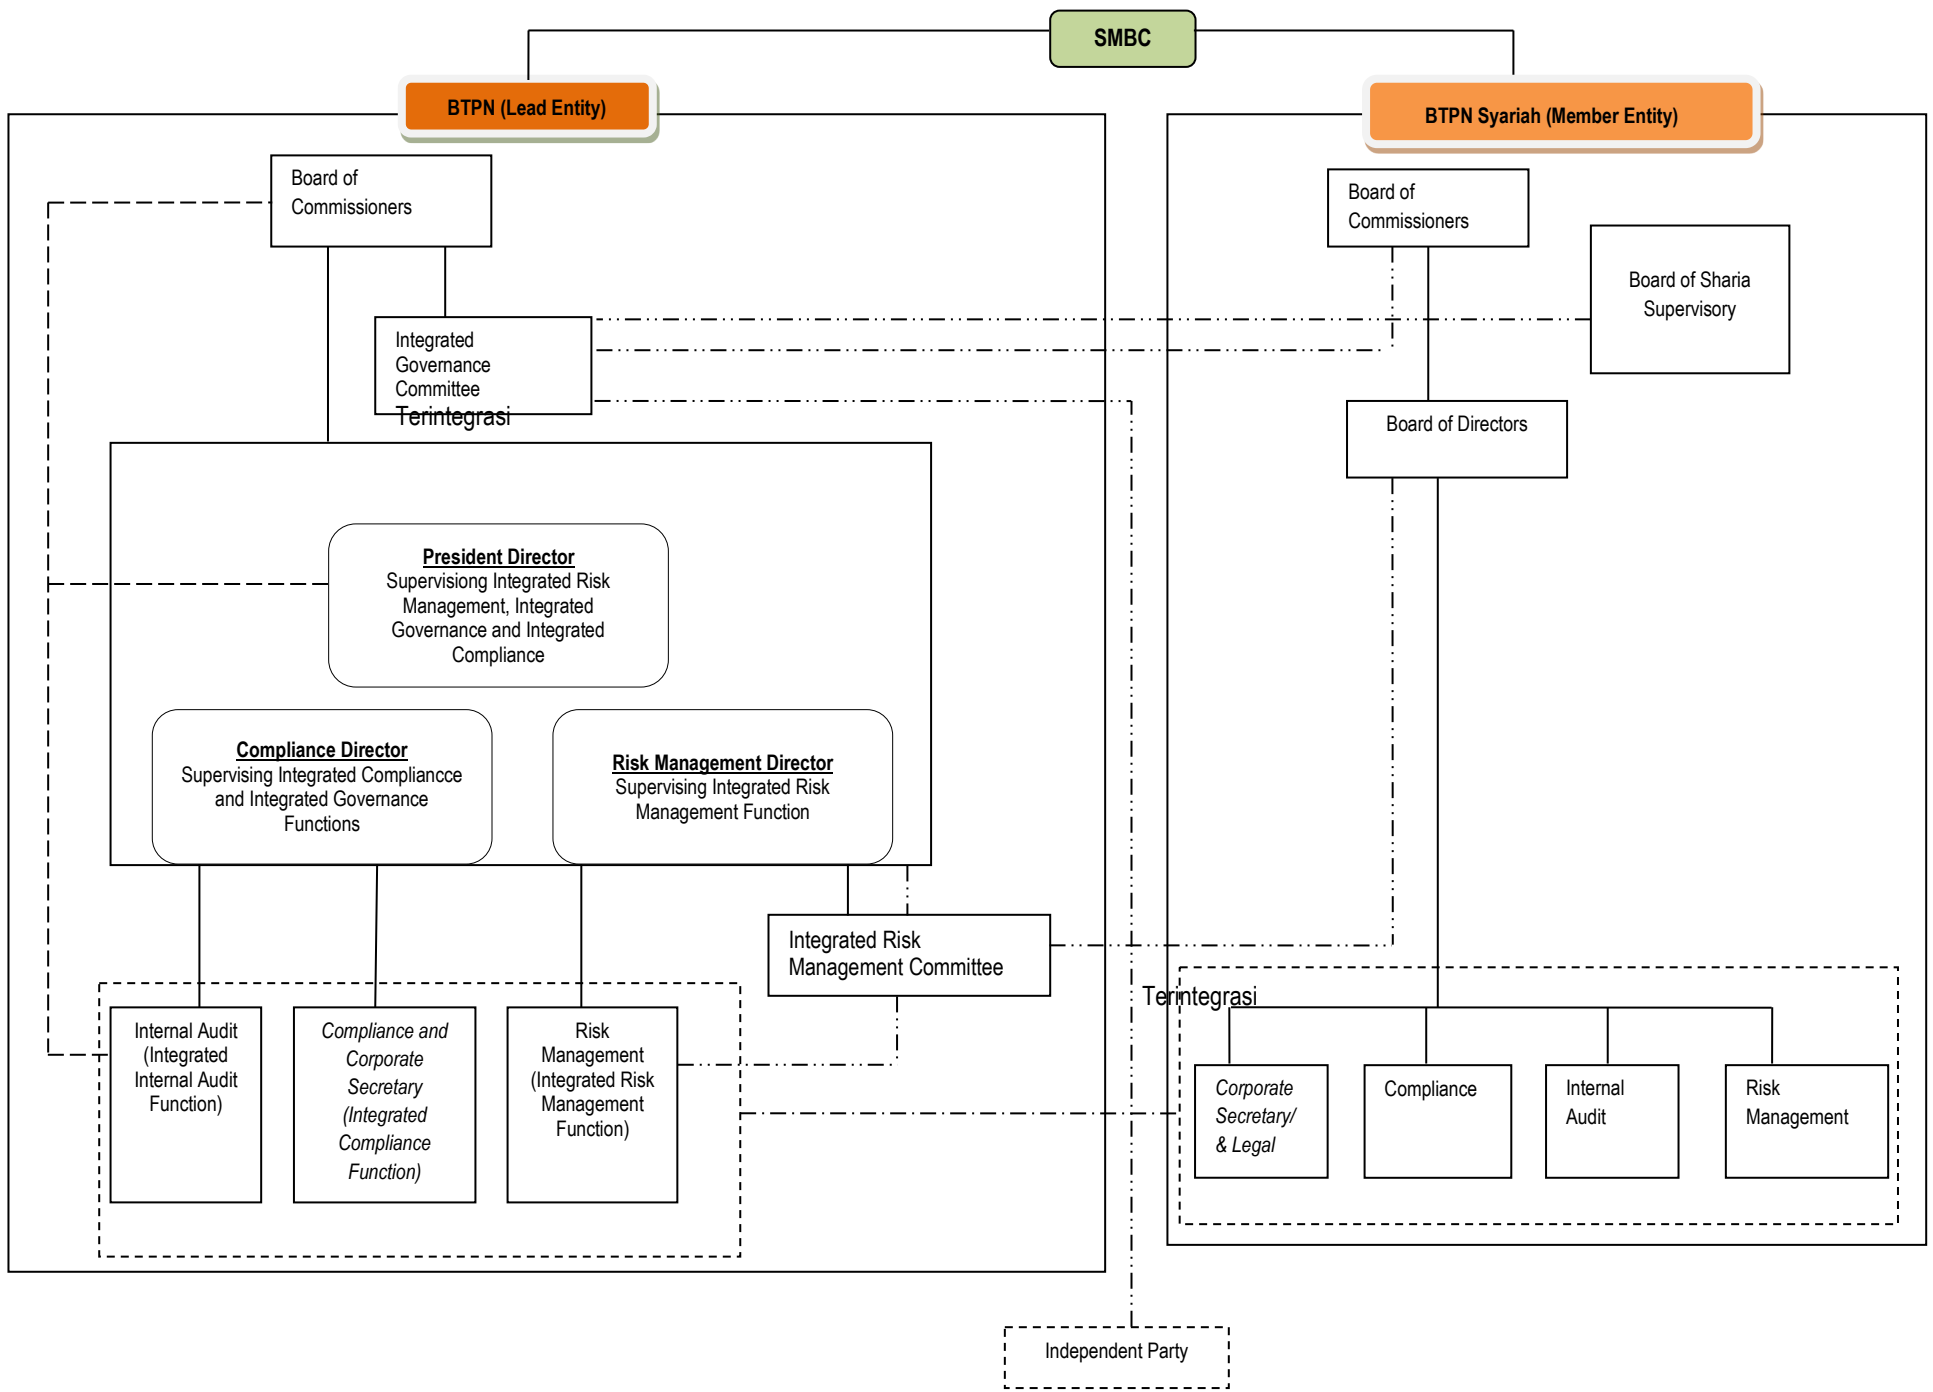 SMBC
BTPN (Lead Entity)
BTPN Syariah (Member Entity)
Board of
Commissioners
Board of
Commissioners
Board of Sharia
Supervisory
Integrated
Governance
Committee
Terintegrasi
Board of Directors
President Director
Supervisiong Integrated Risk
Management, Integrated
Governance and Integrated
Compliance
Compliance Director
Supervising Integrated Compliancce
and Integrated Governance
Functions
Risk Management Director
Supervising Integrated Risk
Management Function
Integrated Risk
Management Committee
Terintegrasi
Internal Audit
(Integrated
Internal Audit
Function)
Compliance and
Corporate
Secretary
(Integrated
Compliance
Function)
Risk
Management
(Integrated Risk
Management
Function)
Corporate
Secretary/
& Legal
Compliance
Internal
Audit
Risk
Management
Independent Party